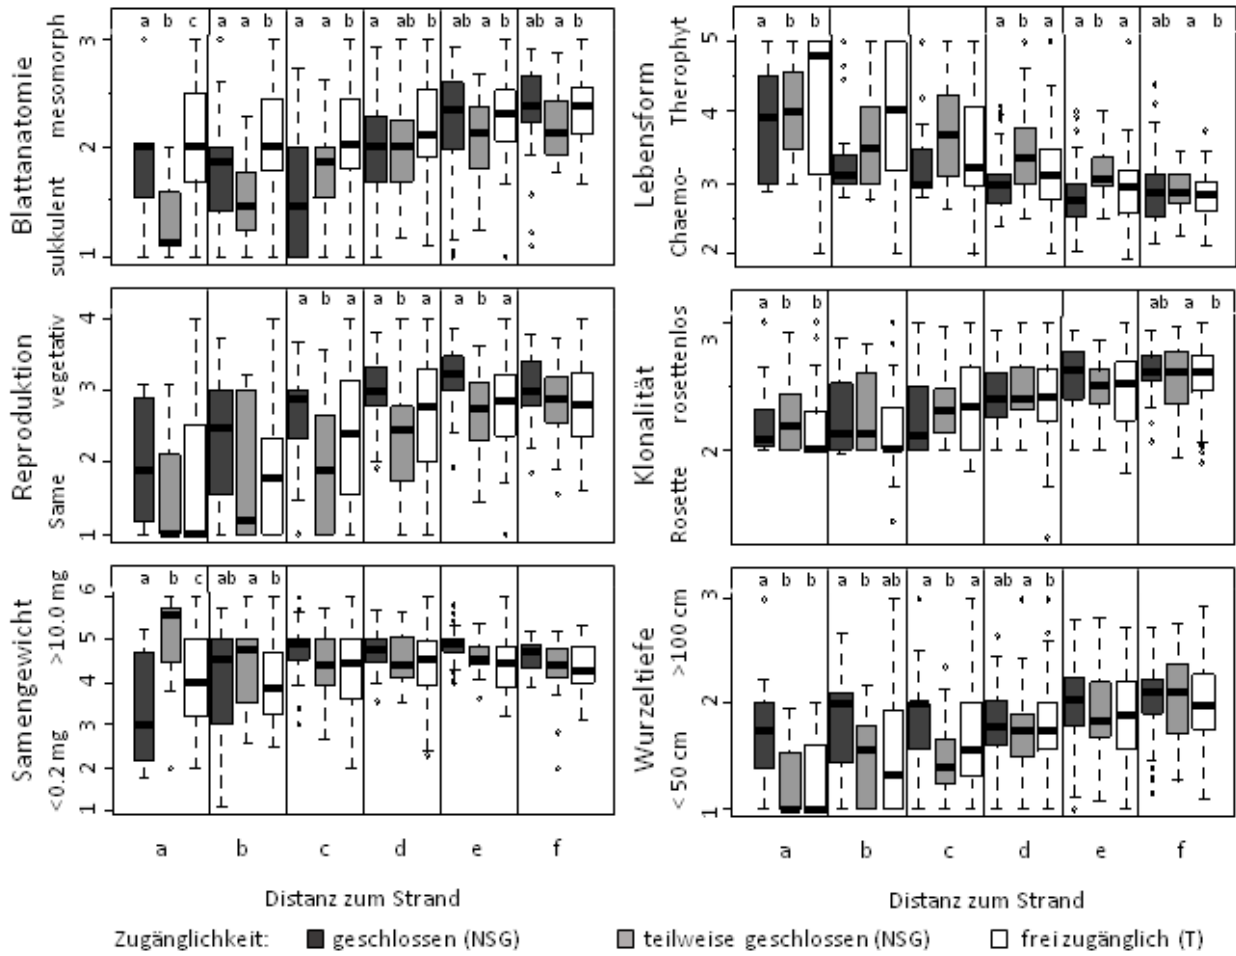 Blattanatomie
sukkulent mesomorph
1 2 3
a b c a a b a a b a ab b ab a b ab a b
Lebensform
Chaemo- Therophyt
2 3 4 5
a a b a b a a b a ab a b
Reproduktion
Same vegetativ
1 2 3 4
a b a a ab a a b a
Klonalität
Rosette rosettenlos
2 3
a b b ab a b
Samengewicht
<0.2 mg >10.0 mg
1 2 3 4 5 6
a b c ab a b
a b c d e f
Wurzeltiefe
< 50 cm >100 cm
1 2 3
a b b a b ab a b a ab a b
a b c d e f
Distanz zum Strand
Distanz zum Strand
Zugänglichkeit: geschlossen (NSG) teilweise geschlossen (NSG) frei zugänglich (T)